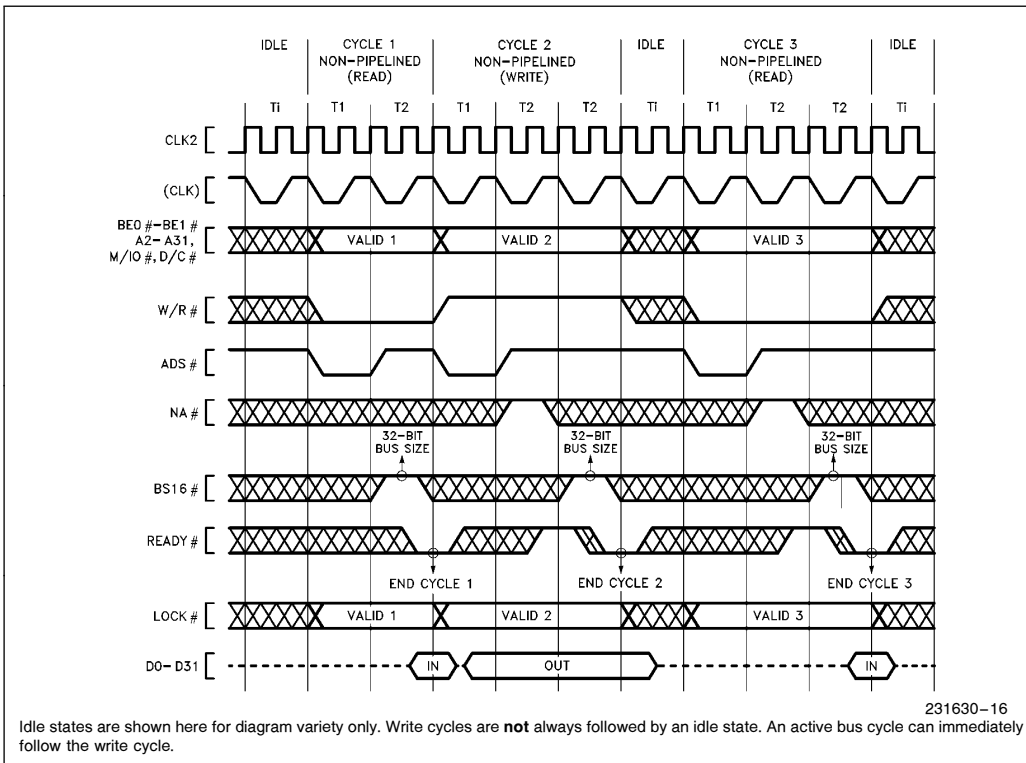 IDLE
CYCLE 1
NON-PIPELINED
(READ)
CYCLE 2
NON-PIPELINED
(WRITE)
IDLE
CYCLE 3
NON-PIPELINED
(READ)
IDLE
Ti T1 T2 T1 T2 T2 Ti T1 T2 T2 Ti
CLK2
(CLK)
BE0 #-BE1 #
A2-A31,
M/IO #, D/C #
VALID 1 VALID 2 VALID 3
W/R #
ADS #
NA #
32-BIT
BUS SIZE
32-BIT
BUS SIZE
32-BIT
BUS SIZE
BS16 #
READY #
END CYCLE 1 END CYCLE 2 END CYCLE 3
LOCK #
VALID 1 VALID 2 VALID 3
D0-D31
IN OUT IN
231630-16
Idle states are shown here for diagram variety only. Write cycles are not always followed by an idle state. An active bus cycle can immediately
follow the write cycle.